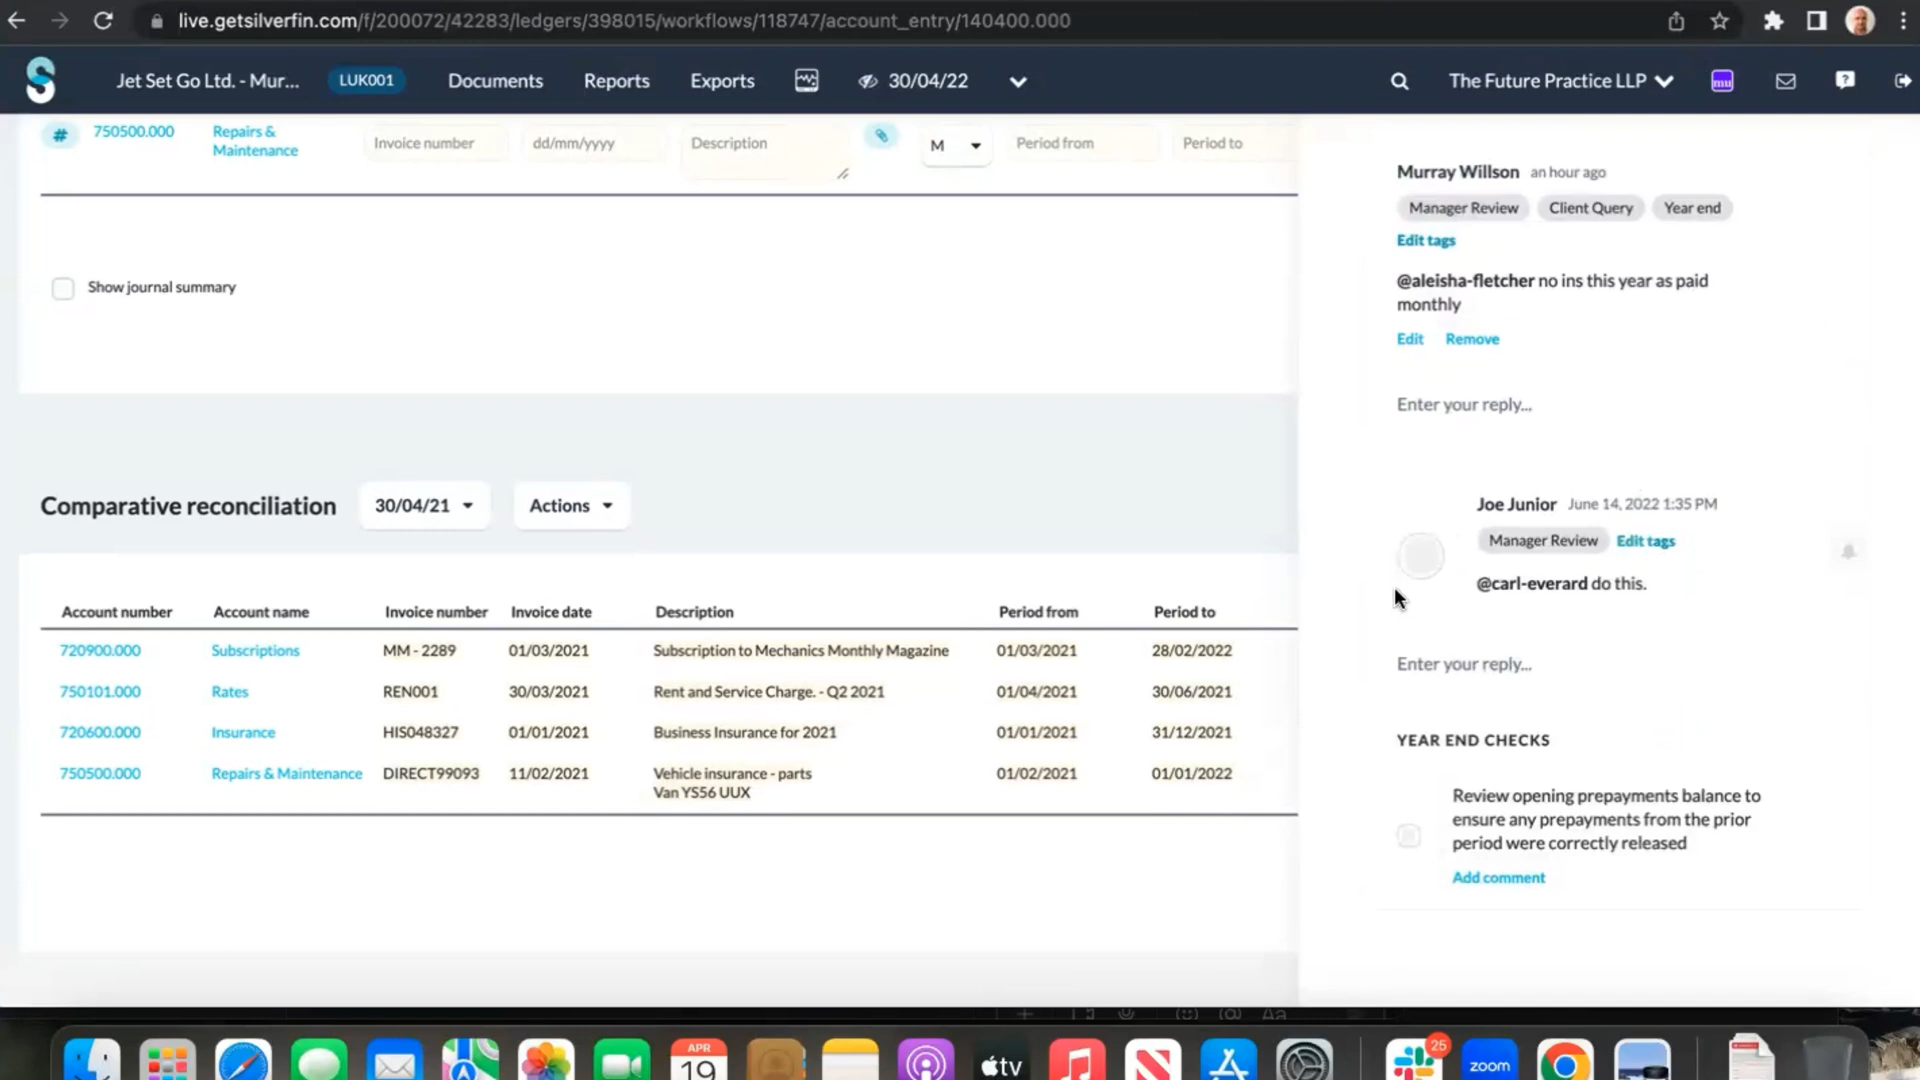 live.getsilverfin.com/f/200072/42283/ledgers/398015/workflows/118747/account_entry/140400.000
Jet Set Go Ltd. - Mur... LUK001 Documents Reports Exports 30/04/22 The Future Practice LLP mu
# 750500.000 Repairs & Maintenance Invoice number dd/mm/yyyy Description M Period from Period to
Show journal summary
Comparative reconciliation 30/04/21 Actions
Account number Account name Invoice number Invoice date Description Period from Period to
720900.000 Subscriptions MM - 2289 01/03/2021 Subscription to Mechanics Monthly Magazine 01/03/2021 28/02/2022
750101.000 Rates REN001 30/03/2021 Rent and Service Charge. - Q2 2021 01/04/2021 30/06/2021
720600.000 Insurance HIS048327 01/01/2021 Business Insurance for 2021 01/01/2021 31/12/2021
750500.000 Repairs & Maintenance DIRECT99093 11/02/2021 Vehicle insurance - parts 01/02/2021 01/01/2022
Van YS56 UUX
Murray Willson an hour ago
Manager Review Client Query Year end
Edit tags
@aleisha-fletcher no ins this year as paid
monthly
Edit Remove
Enter your reply...
Joe Junior June 14, 2022 1:35 PM
Manager Review Edit tags
@carl-everard do this.
Enter your reply...
YEAR END CHECKS
Review opening prepayments balance to
ensure any prepayments from the prior
period were correctly released
Add comment
Aa
APR
19
tv
25
zoom